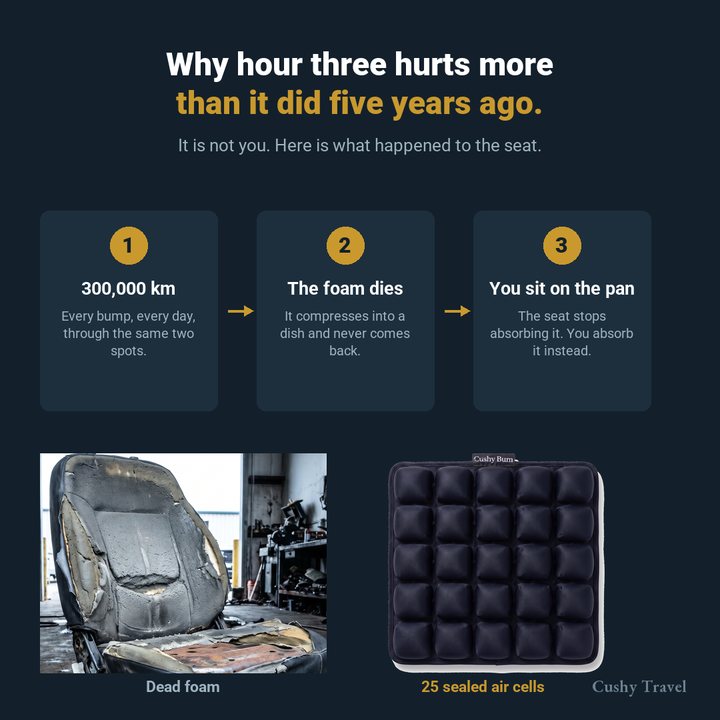 Why hour three hurts more
than it did five years ago.
It is not you. Here is what happened to the seat.
1
300,000 km
Every bump, every day,
through the same two
spots.
2
The foam dies
It compresses into a
dish and never comes
back.
3
You sit on the pan
The seat stops
absorbing it. You absorb
it instead.
Cushy Bum
Dead foam
25 sealed air cells
Cushy Travel